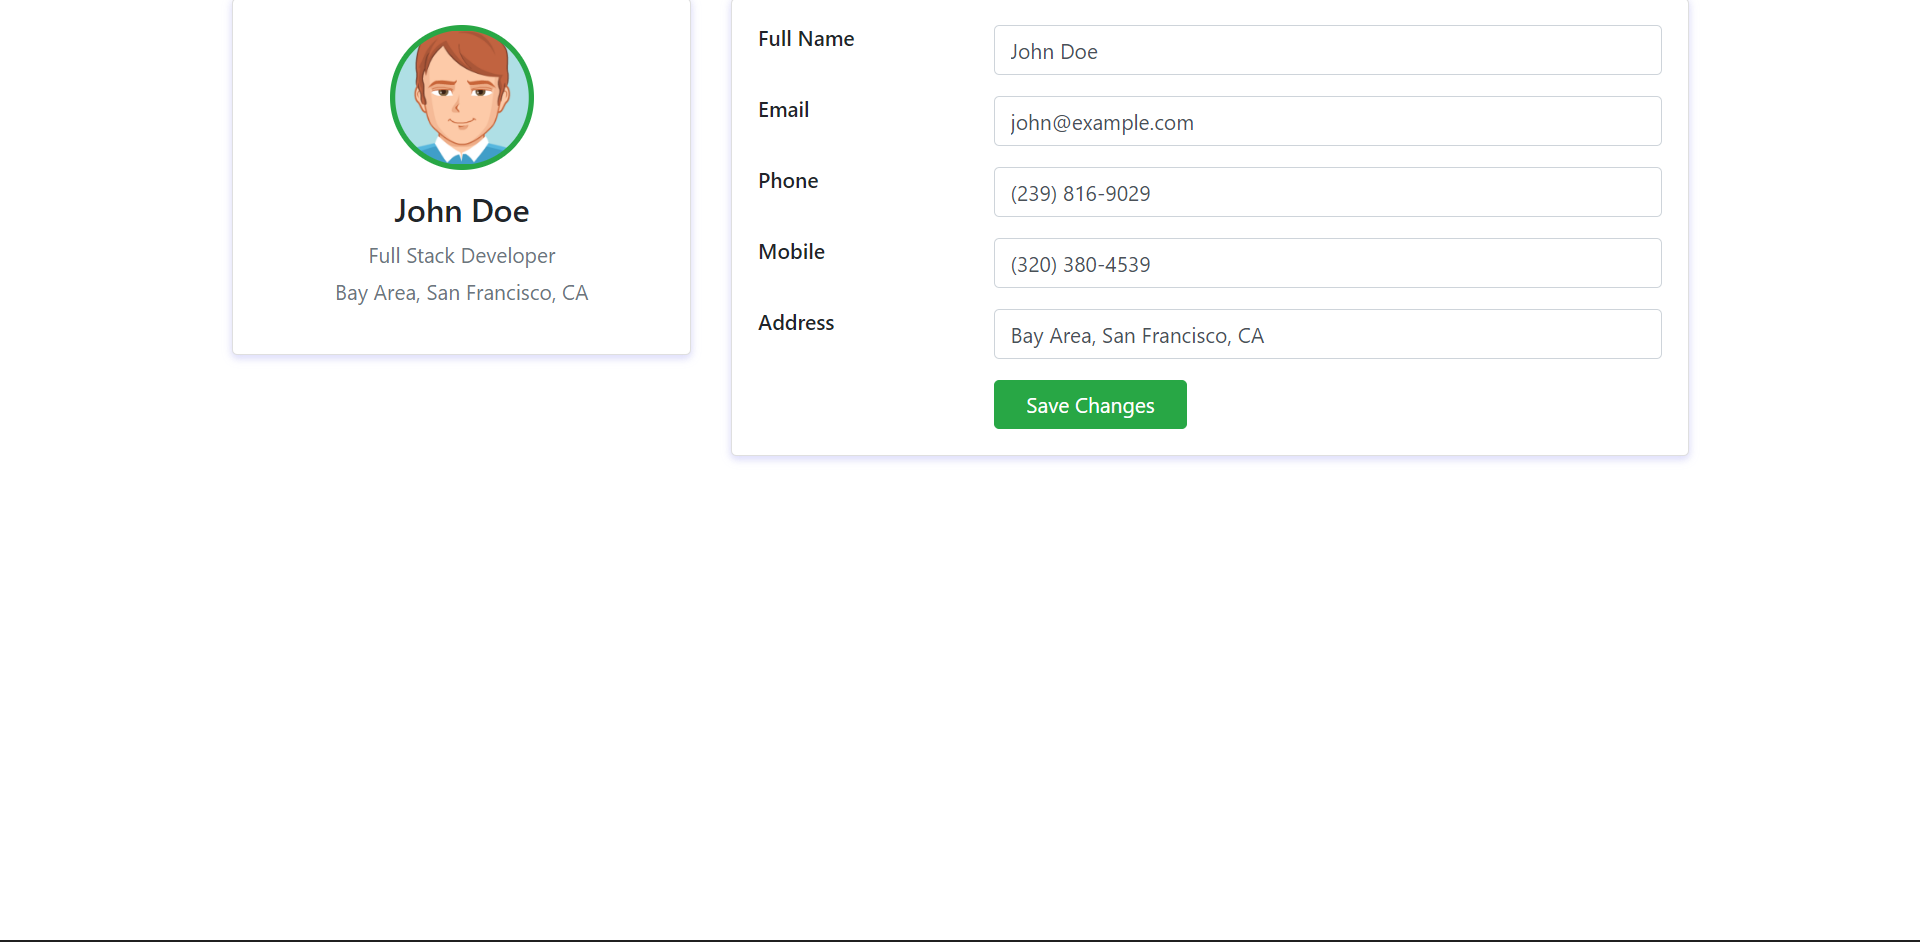 John Doe
Full Stack Developer
Bay Area, San Francisco, CA
Full Name
John Doe
Email
john@example.com
Phone
(239) 816-9029
Mobile
(320) 380-4539
Address
Bay Area, San Francisco, CA
Save Changes